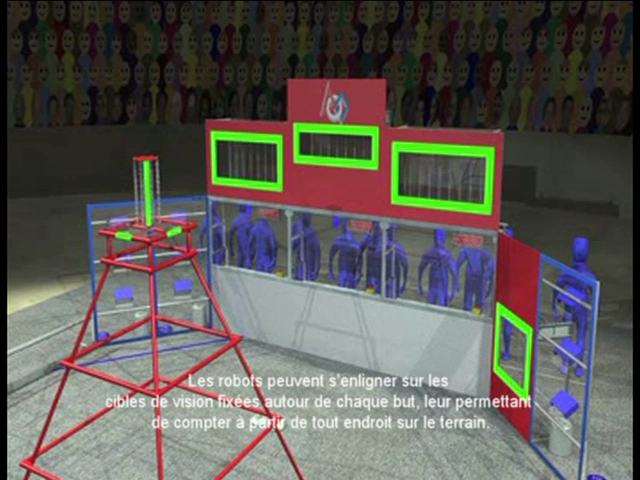 Les robots peuvent s'enligner sur les
cibles de vision fixées autour de chaque but, leur permettant
de compter à partir de tout endroit sur le terrain.